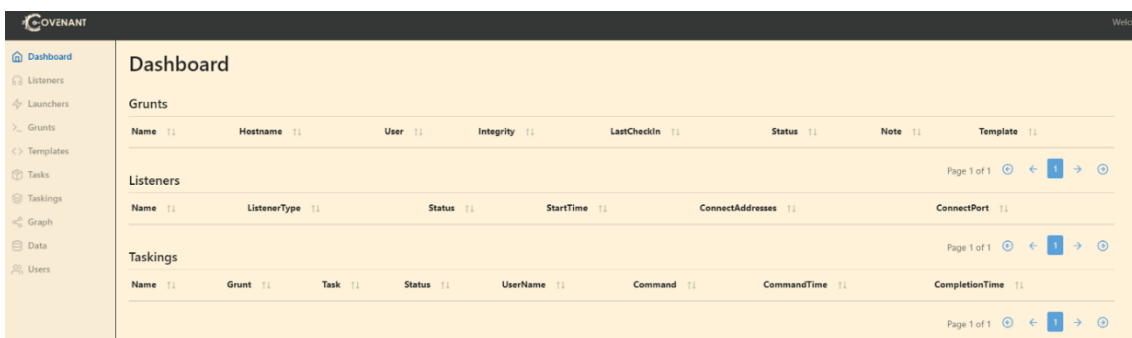 COVENANT
Welc
Dashboard
Listeners
Launchers
Grunts
Templates
Tasks
Taskings
Graph
Data
Users
Dashboard
Grunts
Name Hostname User Integrity LastCheckIn Status Note Template
Page 1 of 1 1
Listeners
Name ListenerType Status StartTime ConnectAddresses ConnectPort
Page 1 of 1 1
Taskings
Name Grunt Task Status UserName Command CommandTime CompletionTime
Page 1 of 1 1